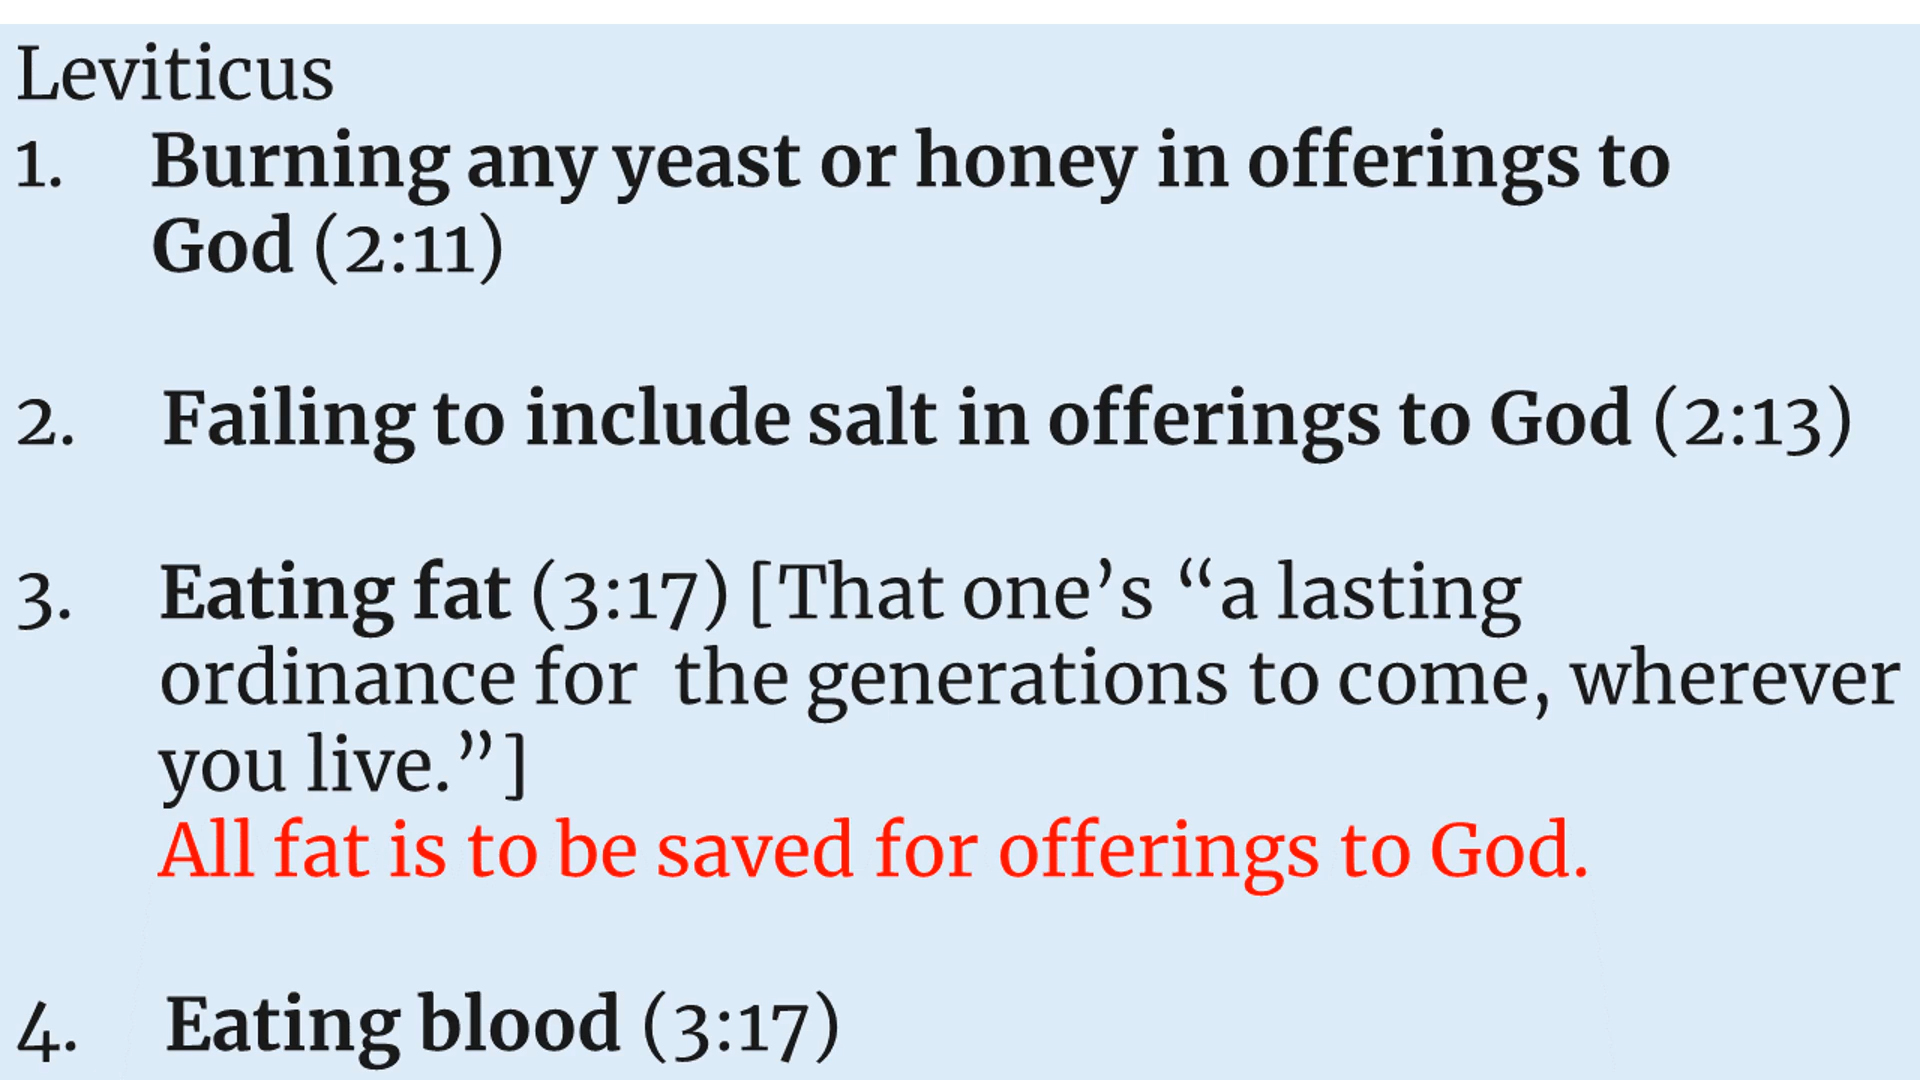 Leviticus
1. Burning any yeast or honey in offerings to
God (2:11)
2. Failing to include salt in offerings to God (2:13)
3. Eating fat (3:17) [That one’s “a lasting
ordinance for  the generations to come, wherever
you live.”]
All fat is to be saved for offerings to God.
4. Eating blood (3:17)